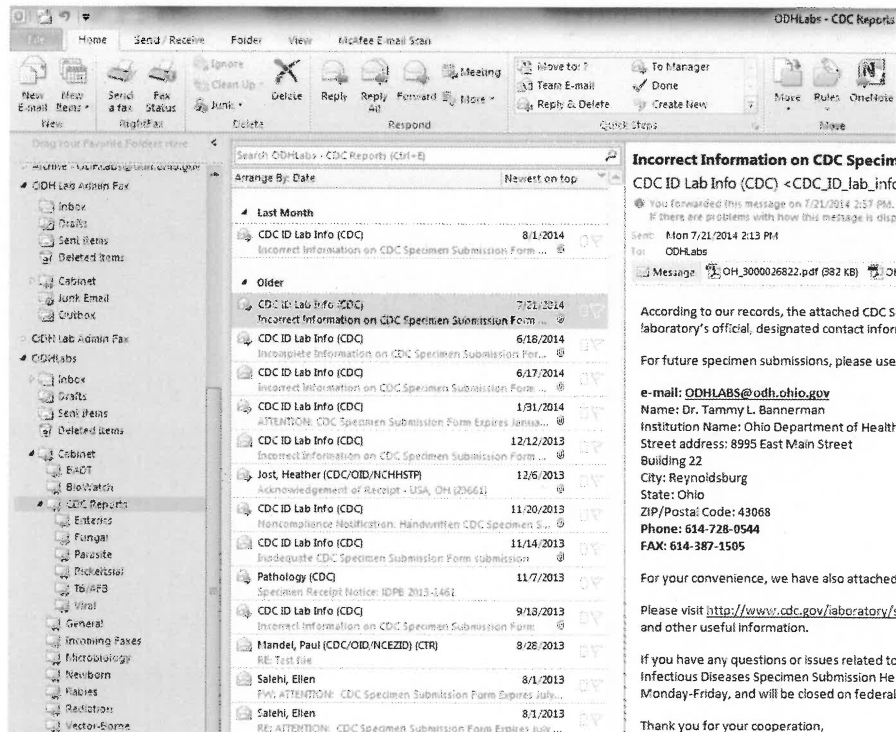 ODHLabs - CDC Reports
File Home Send / Receive Folder View McAfee E-mail Scan
New E-mail
New Items
Send a fax
Fax Status
Ignore
Clean Up
Junk
Delete
Reply
Reply All
Forward
Meeting
More
Move to: ?
Team E-mail
Reply & Delete
To Manager
Done
Create New
Move
Rules
OneNote
New
RightFax
Delete
Respond
Quick Steps
Move
Drag Your Favorite Folders Here
ODH Lab Admin Fax
Inbox
Drafts
Sent Items
Deleted Items
Cabinet
Junk Email
Outbox
ODH Lab Admin Fax
ODHLabs
Inbox
Drafts
Sent Items
Deleted Items
Cabinet
BADT
BioWatch
CDC Reports
Enterics
Fungal
Parasite
Rickettsial
TB/AFB
Viral
General
Incoming Faxes
Microbiology
Newborn
Rabies
Radiation
Vector-Borne
Search ODHLabs - CDC Reports (Ctrl+E)
Arrange By: Date Newest on top
Last Month
CDC ID Lab Info (CDC) 8/1/2014
Incorrect Information on CDC Specimen Submission Form ...
Older
CDC ID Lab Info (CDC) 7/21/2014
Incorrect Information on CDC Specimen Submission Form ...
CDC ID Lab Info (CDC) 6/18/2014
Incomplete Information on CDC Specimen Submission For...
CDC ID Lab Info (CDC) 6/17/2014
Incorrect Information on CDC Specimen Submission Form ...
CDC ID Lab Info (CDC) 1/31/2014
ATTENTION: CDC Specimen Submission Form Expires Janua...
CDC ID Lab Info (CDC) 12/12/2013
Incorrect Information on CDC Specimen Submission Form ...
Jost, Heather (CDC/OID/NCHHSTP) 12/6/2013
Acknowledgement of Receipt - USA, OH (23661)
CDC ID Lab Info (CDC) 11/20/2013
Noncompliance Notification: Handwritten CDC Specimen S...
CDC ID Lab Info (CDC) 11/14/2013
Inadequate CDC Specimen Submission Form submission
Pathology (CDC) 11/7/2013
Specimen Receipt Notice: IDPB 2013-1461
CDC ID Lab Info (CDC) 9/18/2013
Incorrect Information on CDC Specimen Submission Form
Mandel, Paul (CDC/OID/NCEZID) (CTR) 8/28/2013
RE: Test file
Salehi, Ellen 8/1/2013
FW: ATTENTION: CDC Specimen Submission Form Expires July...
Salehi, Ellen 8/1/2013
RE: ATTENTION: CDC Specimen Submission Form Expires July ...
Incorrect Information on CDC Specim
CDC ID Lab Info (CDC) <CDC_ID_lab_info
You forwarded this message on 7/21/2014 2:57 PM.
If there are problems with how this message is disp
Sent: Mon 7/21/2014 2:13 PM
To: ODHLabs
Message OH_3000026822.pdf (382 KB) OH
According to our records, the attached CDC S
laboratory's official, designated contact infor
For future specimen submissions, please use
e-mail: ODHLABS@odh.ohio.gov
Name: Dr. Tammy L. Bannerman
Institution Name: Ohio Department of Health
Street address: 8995 East Main Street
Building 22
City: Reynoldsburg
State: Ohio
ZIP/Postal Code: 43068
Phone: 614-728-0544
FAX: 614-387-1505
For your convenience, we have also attached
Please visit http://www.cdc.gov/laboratory/s
and other useful information.
If you have any questions or issues related to
Infectious Diseases Specimen Submission He
Monday-Friday, and will be closed on federal
Thank you for your cooperation,